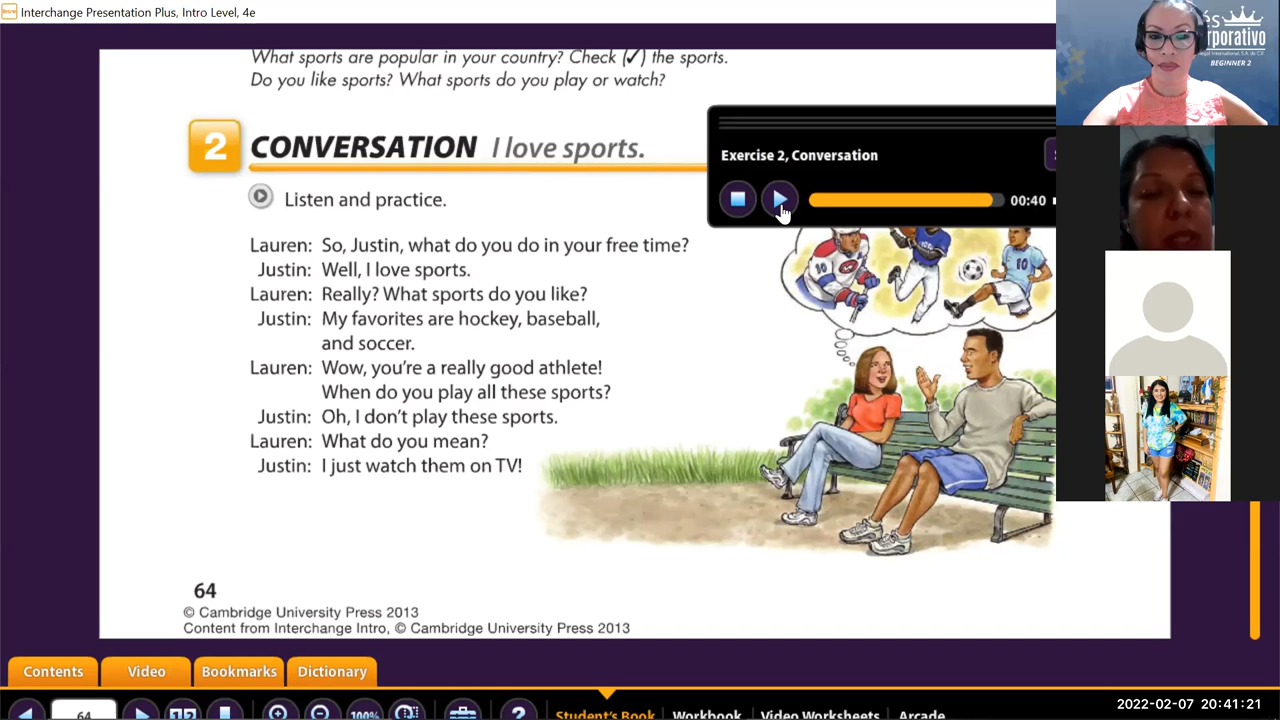 Interchange Presentation Plus, Intro Level, 4e
What sports are popular in your country? Check (✓) the sports.
Do you like sports? What sports do you play or watch?
2 CONVERSATION I love sports.
Listen and practice.
Lauren: So, Justin, what do you do in your free time?
Justin: Well, I love sports.
Lauren: Really? What sports do you like?
Justin: My favorites are hockey, baseball,
and soccer.
Lauren: Wow, you're a really good athlete!
When do you play all these sports?
Justin: Oh, I don't play these sports.
Lauren: What do you mean?
Justin: I just watch them on TV!
Exercise 2, Conversation
00:40
10
10
BEGINNER 2
64
© Cambridge University Press 2013
Content from Interchange Intro, © Cambridge University Press 2013
Contents Video Bookmarks Dictionary
64 100% ? Student's Book Workbook Video Worksheets Arcade
2022-02-07 20:41:21